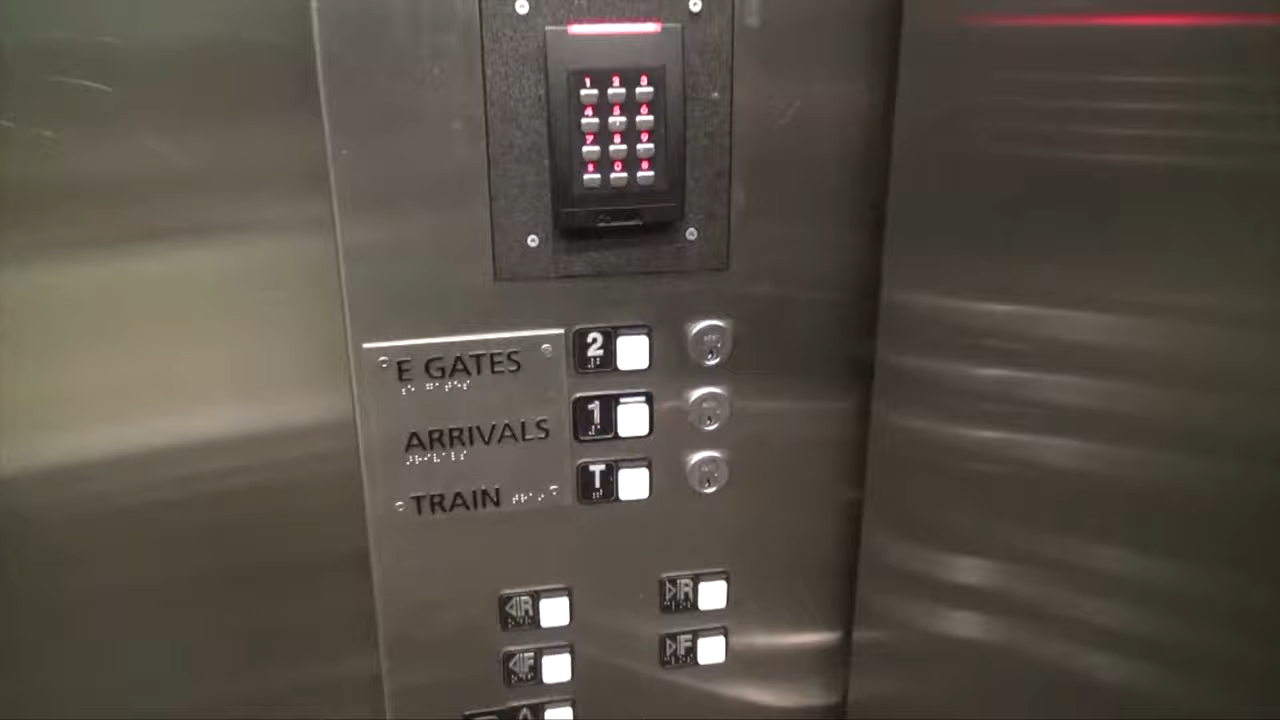 1 2 3
4 5 6
7 8 9
* 0 #
E GATES 2
ARRIVALS 1
TRAIN T
◁R ▷R
◁F ▷F